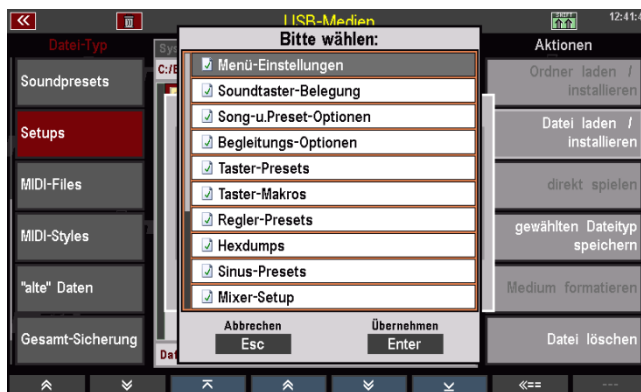 USB-Medien
12:41:4
Datei-Typ
Sys
Bitte wählen:
Aktionen
C:/E
Soundpresets
Setups
MIDI-Files
MIDI-Styles
"alte" Daten
Gesamt-Sicherung
Menü-Einstellungen
Soundtaster-Belegung
Song-u.Preset-Optionen
Begleitungs-Optionen
Taster-Presets
Taster-Makros
Regler-Presets
Hexdumps
Sinus-Presets
Mixer-Setup
Abbrechen
Esc
Übernehmen
Enter
Dat
Ordner laden /
installieren
Datei laden /
installieren
direkt spielen
gewählten Dateityp
speichern
Medium formatieren
Datei löschen
«==
---